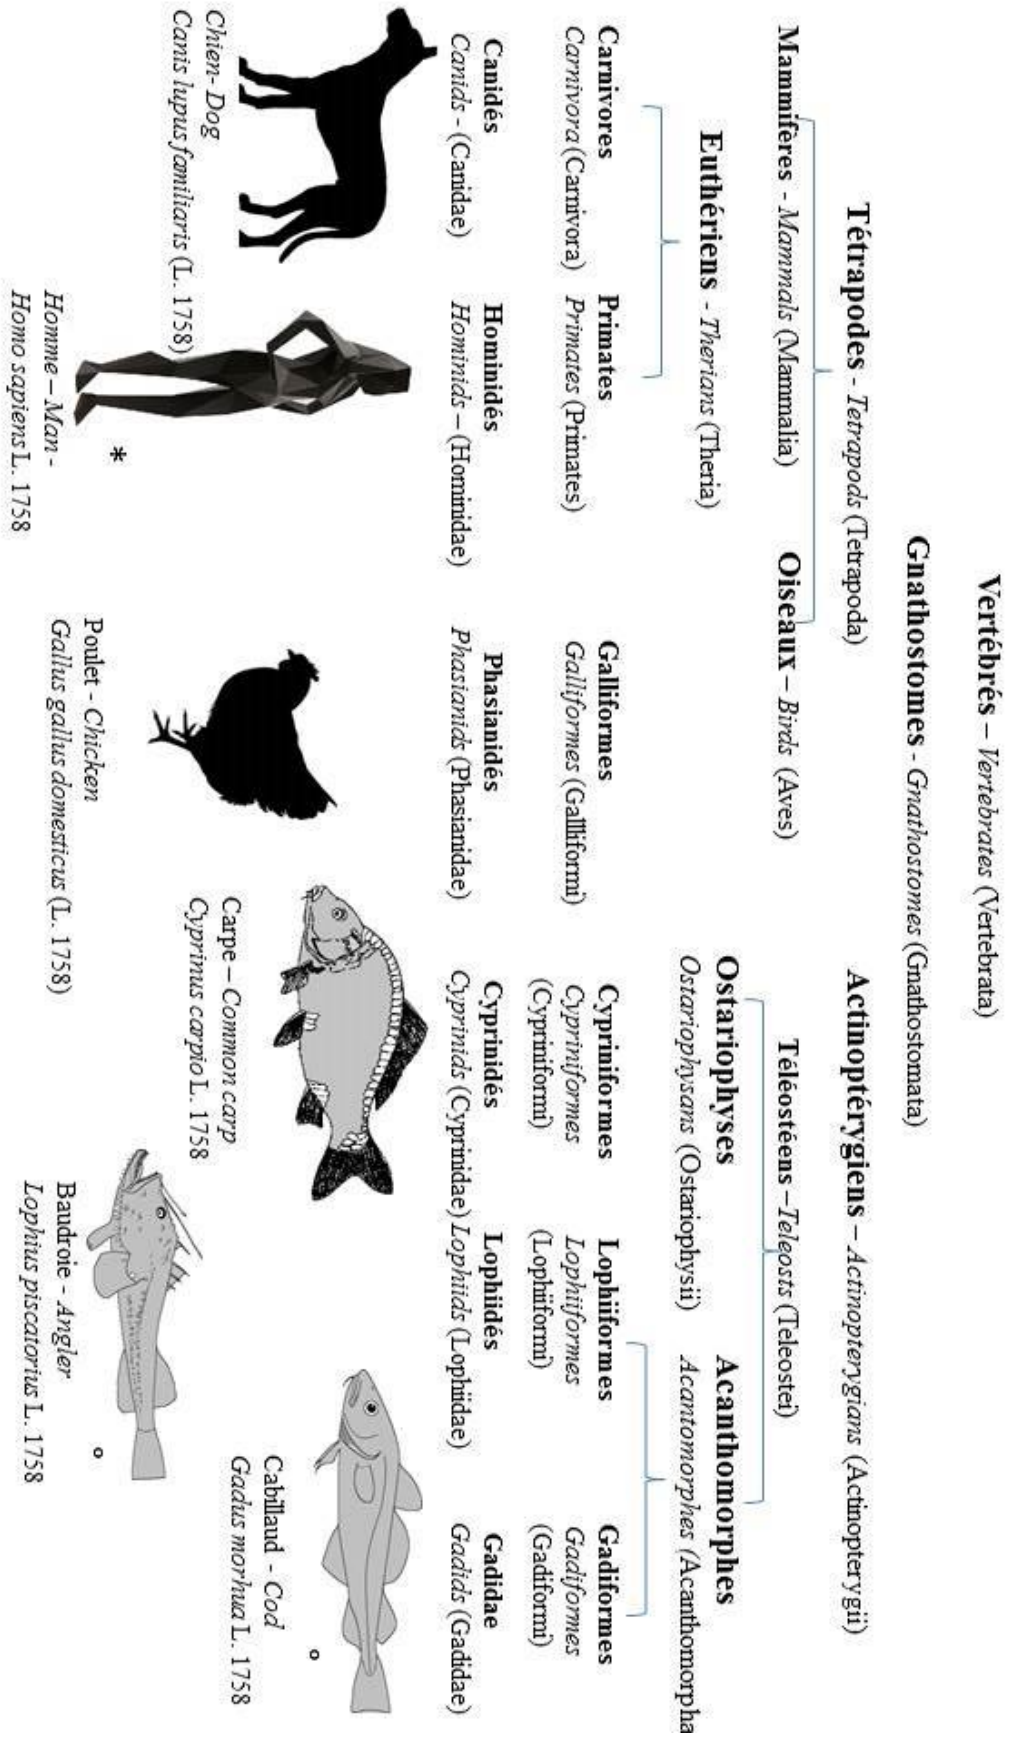 Vertébrés – Vertebrates (Vertebrata)
Gnathostomes - Gnathostomes (Gnathostomata)
Tétrapodes - Tetrapods (Tetrapoda)
Actinoptérygiens – Actinopterygians (Actinopterygii)
Mammifères - Mammals (Mammalia)
Oiseaux – Birds (Aves)
Téléostéens – Teleosts (Teleostei)
Euthériens - Therians (Theria)
Ostariophyses
Ostariophysans (Ostariophysii)
Acanthomorphes
Acantomorphes (Acanthomorpha
Carnivores
Carnivora (Carnivora)
Primates
Primates (Primates)
Galliformes
Galliformes (Gallliformi)
Cypriniformes
Cypriniformes
(Cypriniformi)
Lophiiformes
Lophiiformes
(Lophiiformi)
Gadiformes
Gadiformes
(Gadiformi)
Canidés
Canids - (Canidae)
Hominidés
Hominids – (Hominidae)
Phasianidés
Phasianids (Phasianidae)
Cyprinidés
Cyprinids (Cyprinidae)
Lophiidés
Lophiids (Lophiidae)
Gadidae
Gadids (Gadidae)
Chien- Dog
Canis lupus familiaris (L. 1758)
*
Homme – Man -
Homo sapiens L. 1758
Poulet - Chicken
Gallus gallus domesticus (L. 1758)
Carpe – Common carp
Cyprinus carpio L. 1758
°
Baudroie - Angler
Lophius piscatorius L. 1758
°
Cabillaud - Cod
Gadus morhua L. 1758